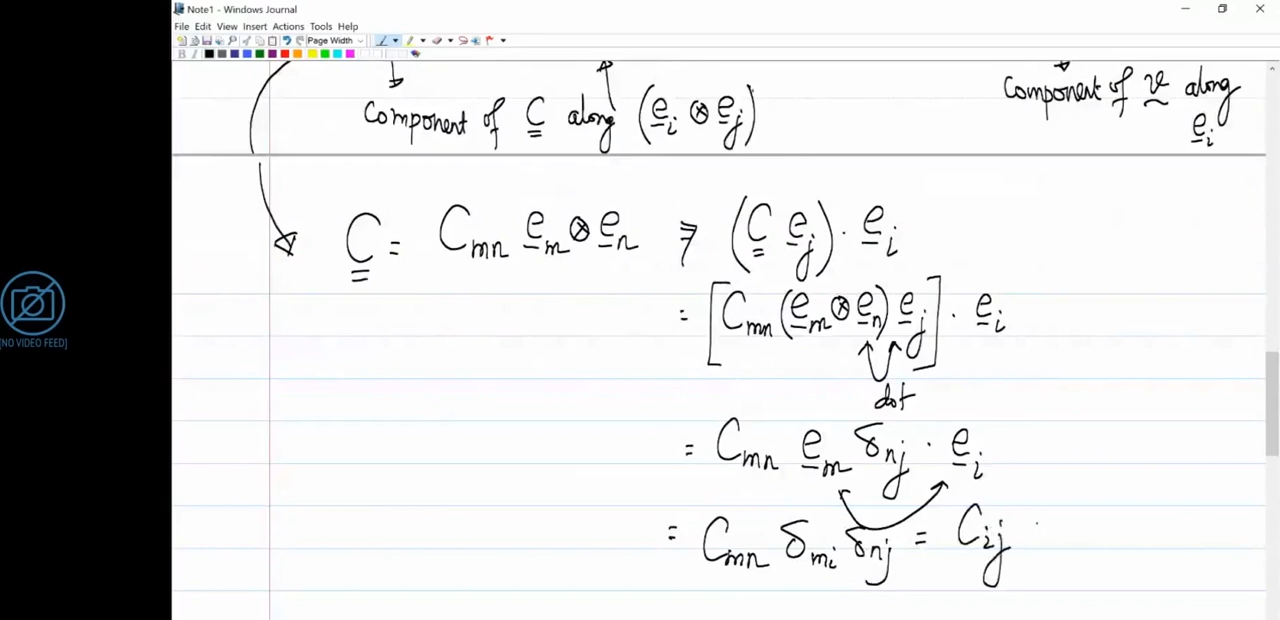 Note1 - Windows Journal
File Edit View Insert Actions Tools Help
Page Width
B I
Component of C along (e_i ⊗ e_j)
Component of v along
e_i
C = C_mn e_m ⊗ e_n ⇒ (C e_j) · e_i
= [C_mn (e_m ⊗ e_n) e_j] · e_i
[NO VIDEO FEED]
dot
= C_mn e_m δ_nj · e_i
= C_mn δ_mi δ_nj = C_ij